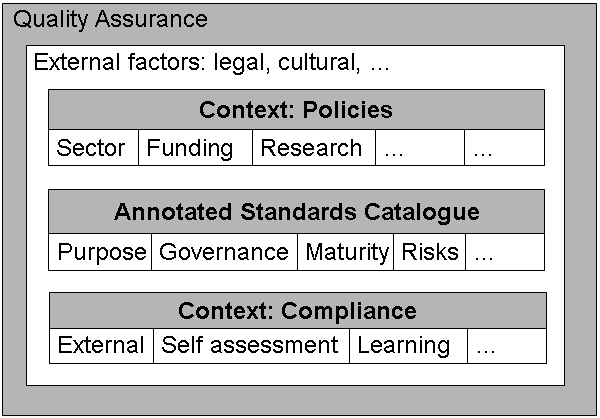 Quality Assurance
External factors: legal, cultural, ...
Context: Policies
Sector Funding Research ... ...
Annotated Standards Catalogue
Purpose Governance Maturity Risks ...
Context: Compliance
External Self assessment Learning ...